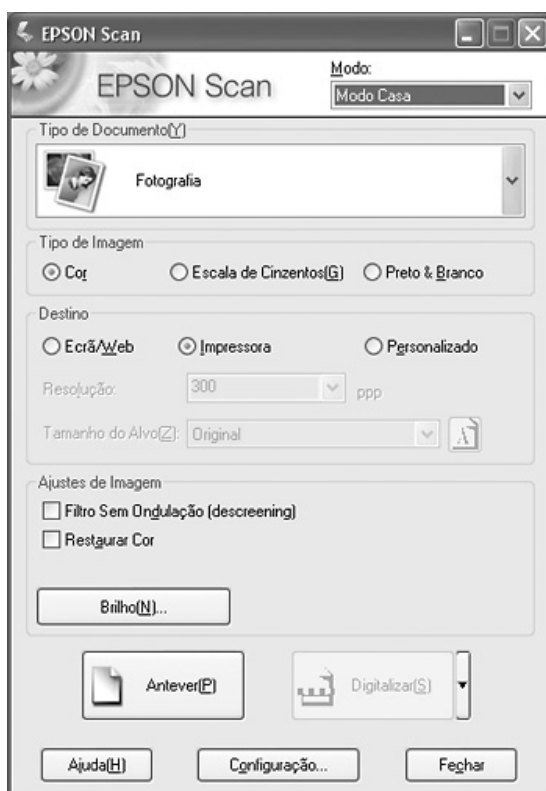 EPSON Scan
EPSON Scan
Modo:
Modo Casa
Tipo de Documento(Y)
Fotografia
Tipo de Imagem
Cor Escala de Cinzentos(G) Preto & Branco
Destino
Ecrã/Web Impressora Personalizado
Resolução: 300 ppp
Tamanho do Alvo(Z): Original
Ajustes de Imagem
Filtro Sem Ondulação (descreening)
Restaurar Cor
Brilho(N)...
Antever(P) Digitalizar(S)
Ajuda(H) Configuração... Fechar